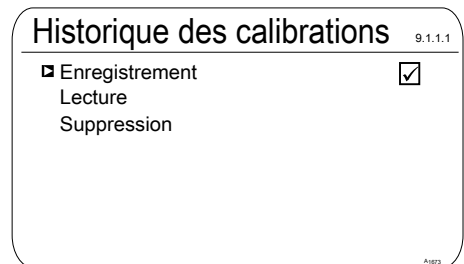 Historique des calibrations 9.1.1.1
Enregistrement
Lecture
Suppression
A1673